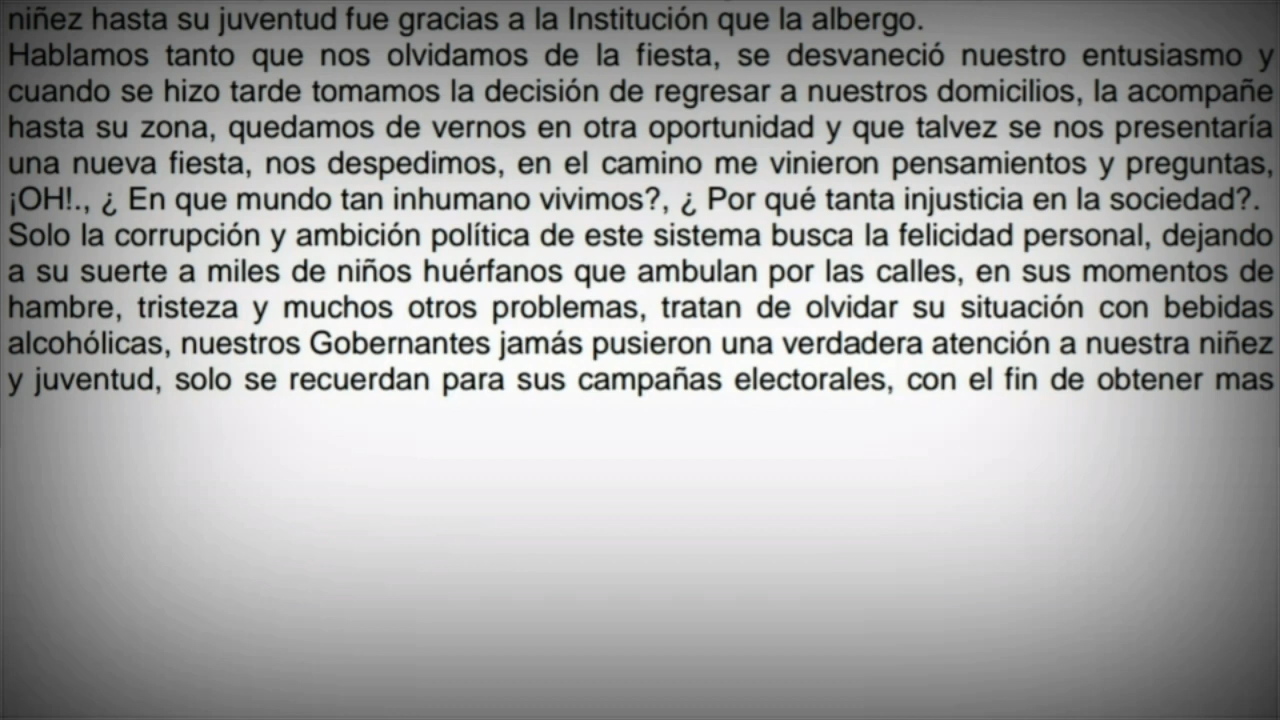 niñez hasta su juventud fue gracias a la Institución que la albergo.
Hablamos tanto que nos olvidamos de la fiesta, se desvaneció nuestro entusiasmo y
cuando se hizo tarde tomamos la decisión de regresar a nuestros domicilios, la acompañe
hasta su zona, quedamos de vernos en otra oportunidad y que talvez se nos presentaría
una nueva fiesta, nos despedimos, en el camino me vinieron pensamientos y preguntas,
¡OH!., ¿ En que mundo tan inhumano vivimos?, ¿ Por qué tanta injusticia en la sociedad?.
Solo la corrupción y ambición política de este sistema busca la felicidad personal, dejando
a su suerte a miles de niños huérfanos que ambulan por las calles, en sus momentos de
hambre, tristeza y muchos otros problemas, tratan de olvidar su situación con bebidas
alcohólicas, nuestros Gobernantes jamás pusieron una verdadera atención a nuestra niñez
y juventud, solo se recuerdan para sus campañas electorales, con el fin de obtener mas